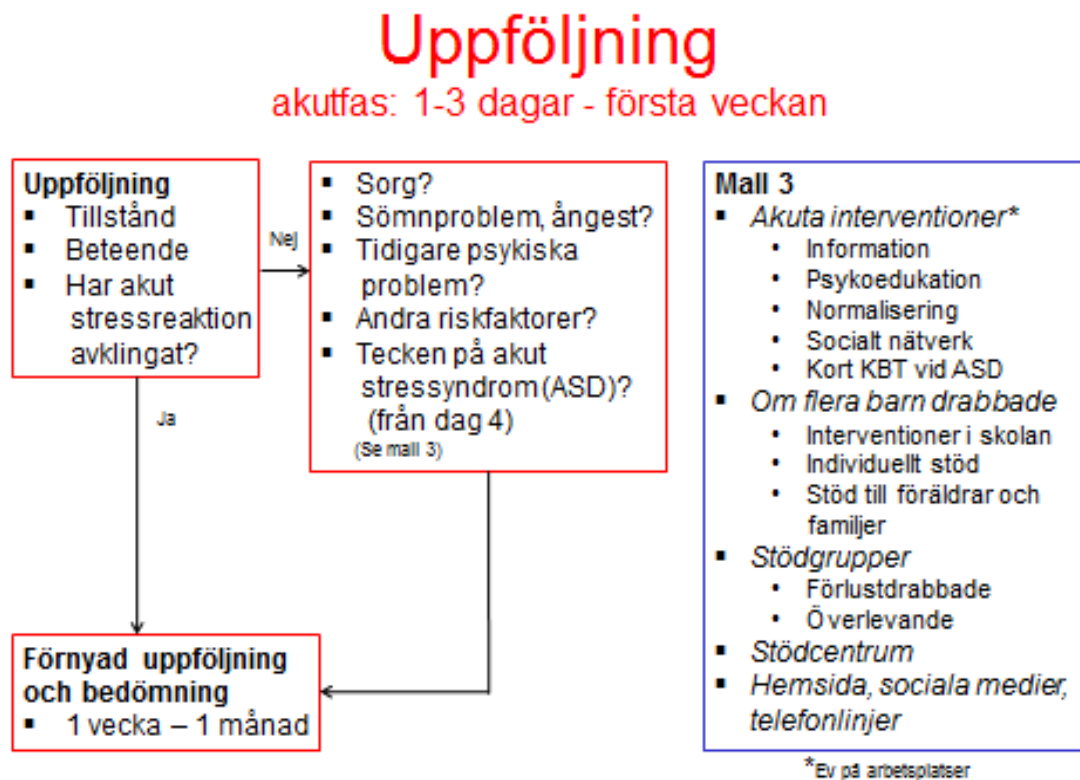 Uppföljning
akutfas: 1-3 dagar - första veckan
Uppföljning
▪ Tillstånd
▪ Beteende
▪ Har akut
stressreaktion
avklingat?
Nej
Ja
▪ Sorg?
▪ Sömnproblem, ångest?
▪ Tidigare psykiska
problem?
▪ Andra riskfaktorer?
▪ Tecken på akut
stressyndrom (ASD)?
(från dag 4)
(Se mall 3)
Förnyad uppföljning
och bedömning
▪ 1 vecka – 1 månad
Mall 3
▪ Akuta interventioner*
• Information
• Psykoedukation
• Normalisering
• Socialt nätverk
• Kort KBT vid ASD
▪ Om flera barn drabbade
• Interventioner i skolan
• Individuellt stöd
• Stöd till föräldrar och
familjer
▪ Stödgrupper
• Förlustdrabbade
• Överlevande
▪ Stödcentrum
▪ Hemsida, sociala medier,
telefonlinjer
*Ev på arbetsplatser